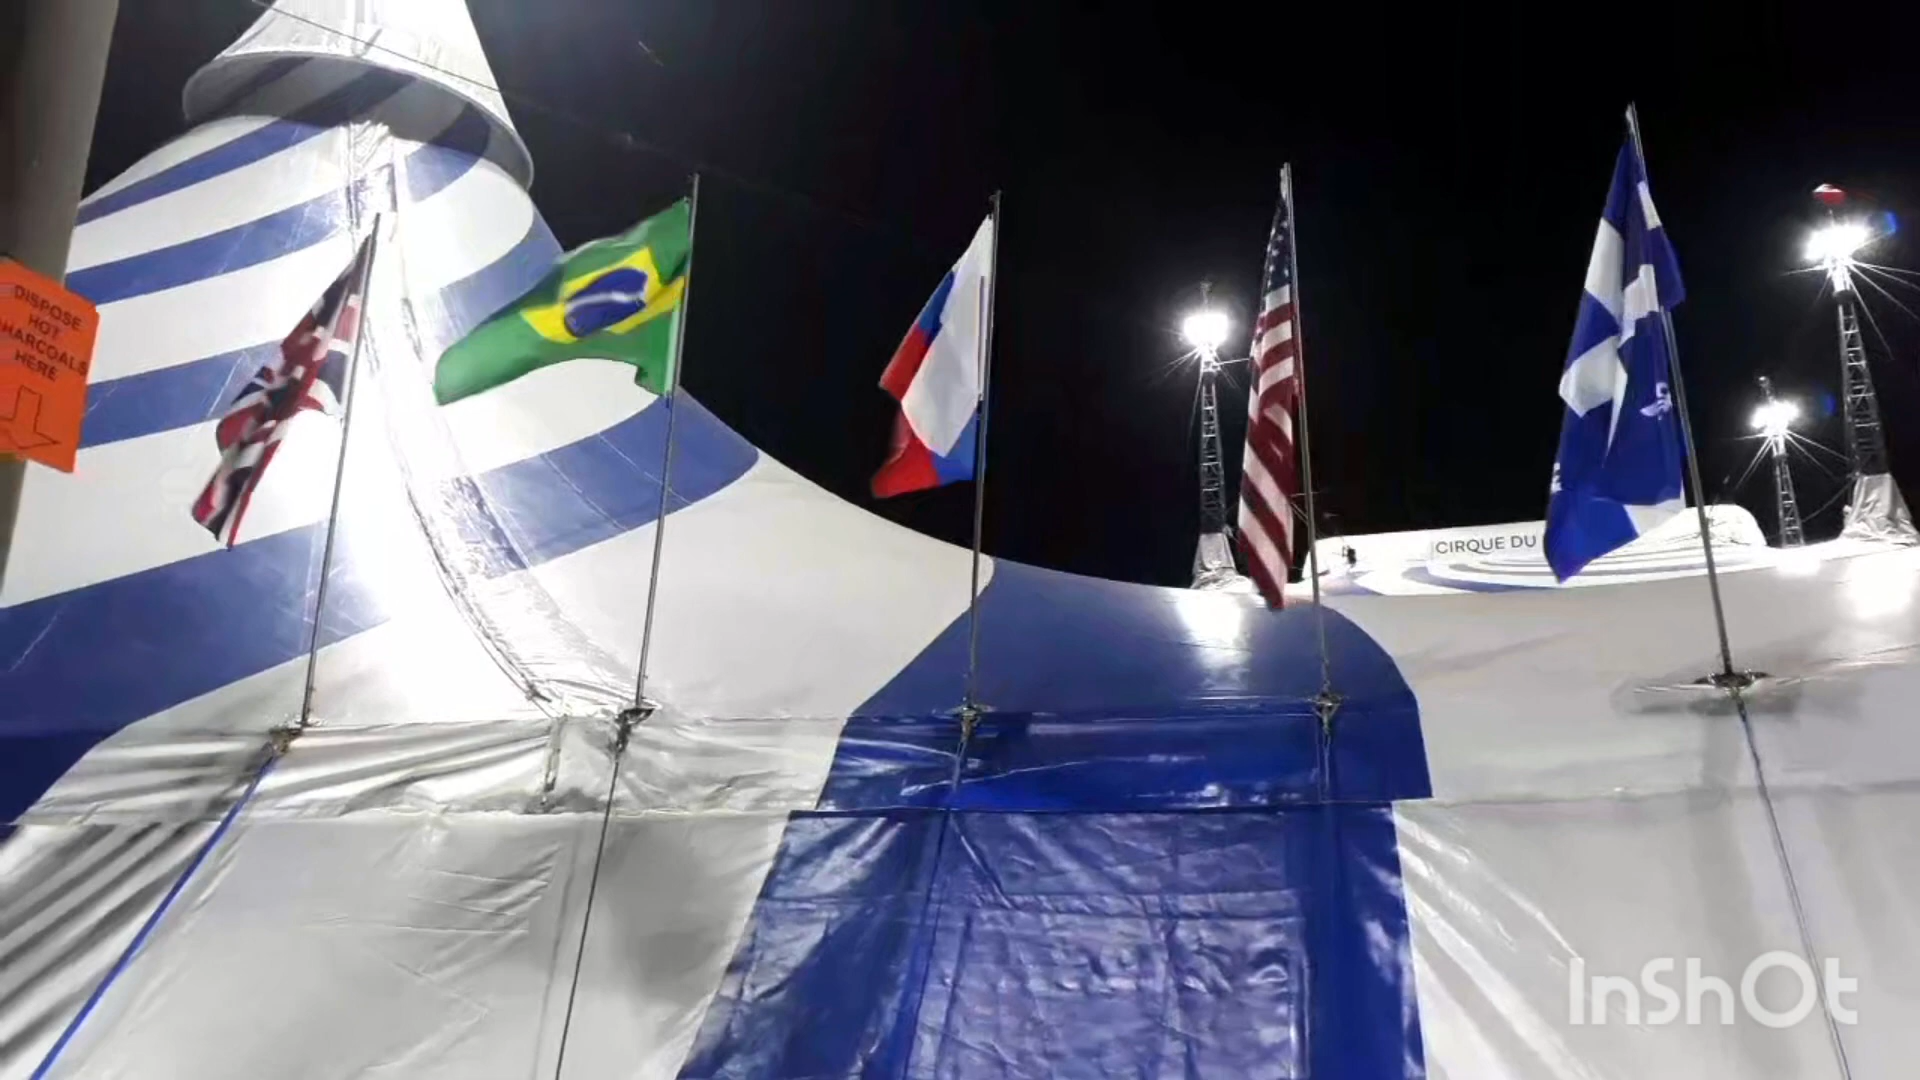 DISPOSE
HOT
HARCOALS
HERE
CIRQUE DU
InShOt